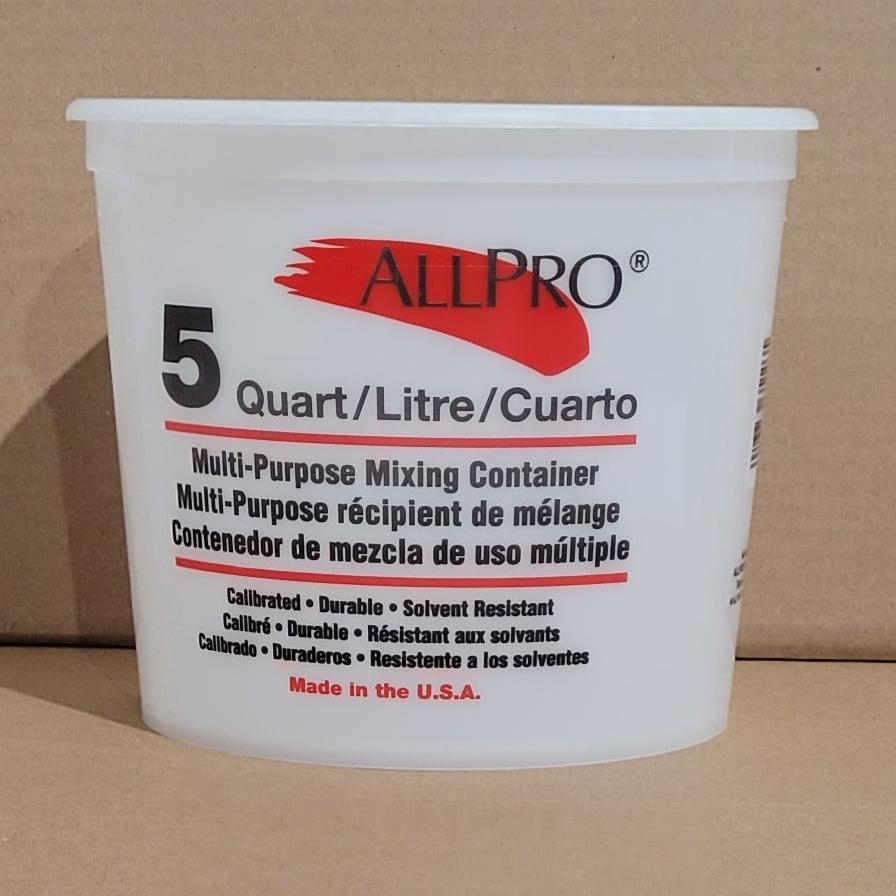 ALLPRO®
5 Quart/Litre/Cuarto
Multi-Purpose Mixing Container
Multi-Purpose récipient de mélange
Contenedor de mezcla de uso múltiple
Calibrated • Durable • Solvent Resistant
Calibré • Durable • Résistant aux solvants
Calibrado • Duraderos • Resistente a los solventes
Made in the U.S.A.